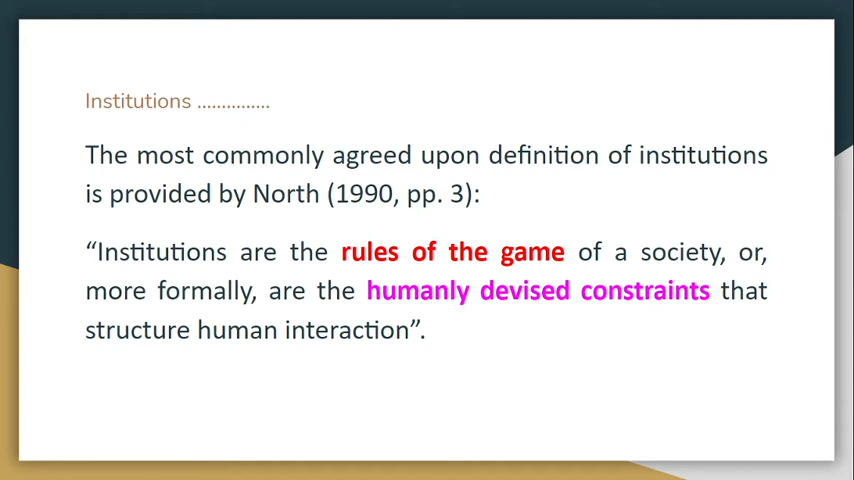 Institutions ...............
The most commonly agreed upon definition of institutions
is provided by North (1990, pp. 3):
“Institutions are the rules of the game of a society, or,
more formally, are the humanly devised constraints that
structure human interaction”.